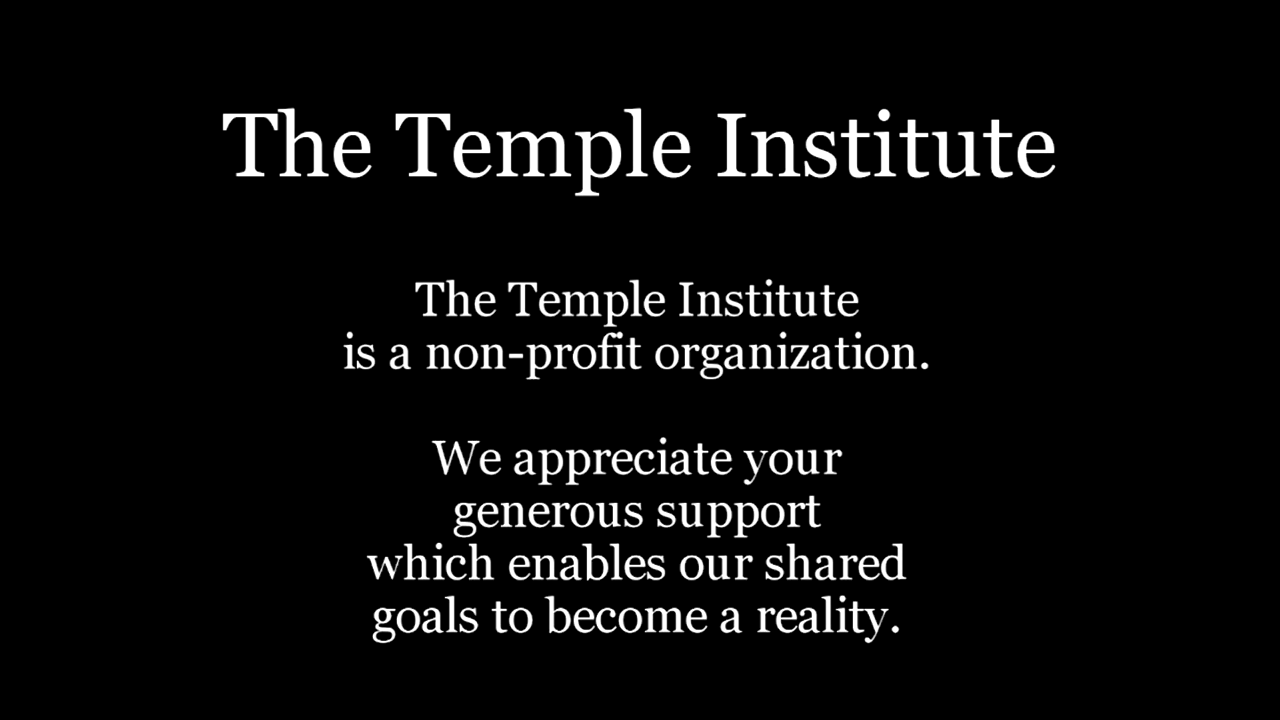 The Temple Institute
The Temple Institute
is a non-profit organization.
We appreciate your
generous support
which enables our shared
goals to become a reality.